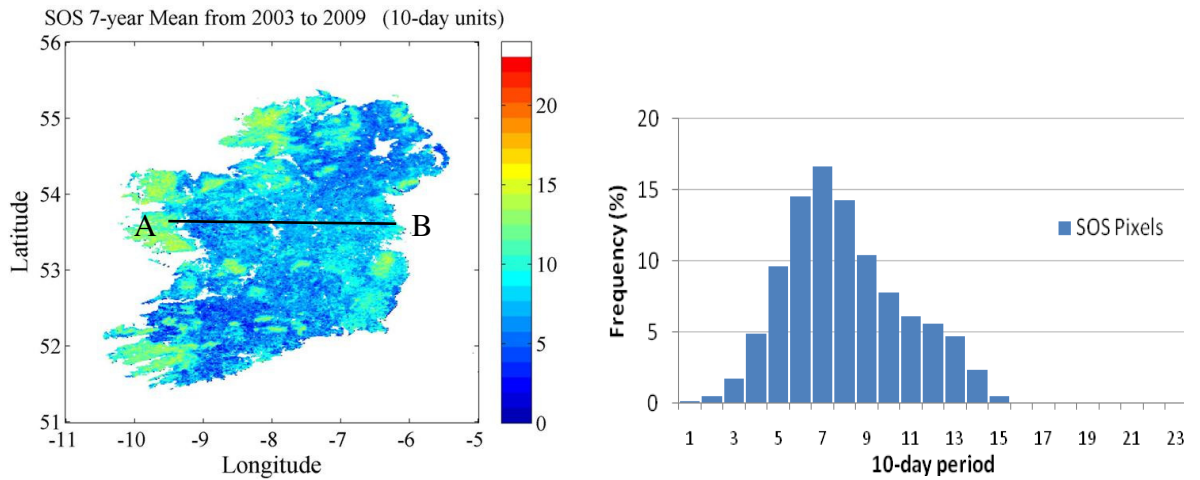 SOS 7-year Mean from 2003 to 2009 (10-day units)
56
55
54
53
52
51
Latitude
-11 -10 -9 -8 -7 -6 -5
Longitude
A B
20
15
10
5
0
20
15
10
5
0
Frequency (%)
SOS Pixels
1 3 5 7 9 11 13 15 17 19 21 23
10-day period